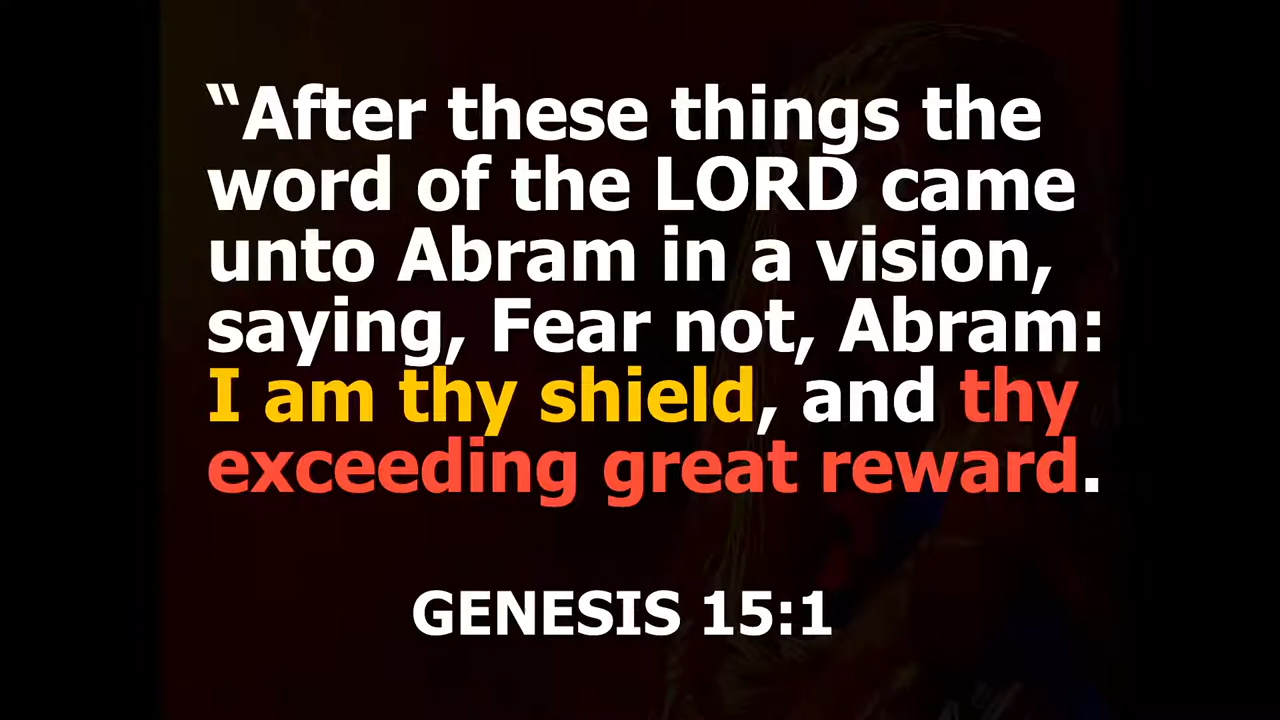 “After these things the
word of the LORD came
unto Abram in a vision,
saying, Fear not, Abram:
I am thy shield, and thy
exceeding great reward.
GENESIS 15:1